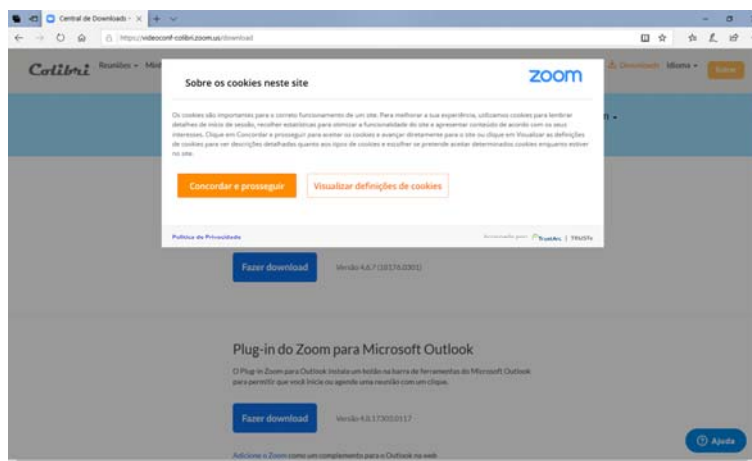 Central de Downloads -
https://videoconf-colibri.zoom.us/download
Colibri
Reuniões
Downloads Idioma
Sobre os cookies neste site
zoom
Os cookies são importantes para o correto funcionamento de um site. Para melhorar a sua experiência, utilizamos cookies para lembrar
detalhes de início de sessão, recolher estatísticas para otimizar a funcionalidade do site e apresentar conteúdo de acordo com os seus
interesses. Clique em Concordar e prosseguir para aceitar os cookies e avançar diretamente para o site ou clique em Visualizar as definições
de cookies para ver descrições detalhadas quanto aos tipos de cookies e escolher se pretende aceitar determinados cookies enquanto estiver
no site.
Concordar e prosseguir
Visualizar definições de cookies
Política de Privacidade
TrustArc | TRUSTe
Fazer download
Versão 4.6.7 (18176.0301)
Plug-in do Zoom para Microsoft Outlook
O Plug-in Zoom para Outlook instala um botão na barra de ferramentas do Microsoft Outlook
para permitir que você inicie ou agende uma reunião com um clique.
Fazer download
Versão 4.8.17303.0117
Adicione o Zoom como um complemento para o Outlook na web
Ajuda